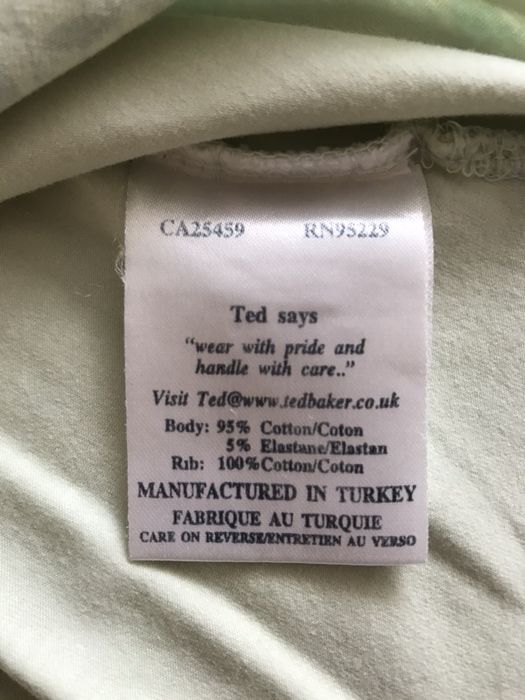 CA25459 RN95229
Ted says
"wear with pride and
handle with care.."
Visit Ted@www.tedbaker.co.uk
Body: 95% Cotton/Coton
5% Elastane/Elastan
Rib: 100%Cotton/Coton
MANUFACTURED IN TURKEY
FABRIQUE AU TURQUIE
CARE ON REVERSE/ENTRETIEN AU VERSO